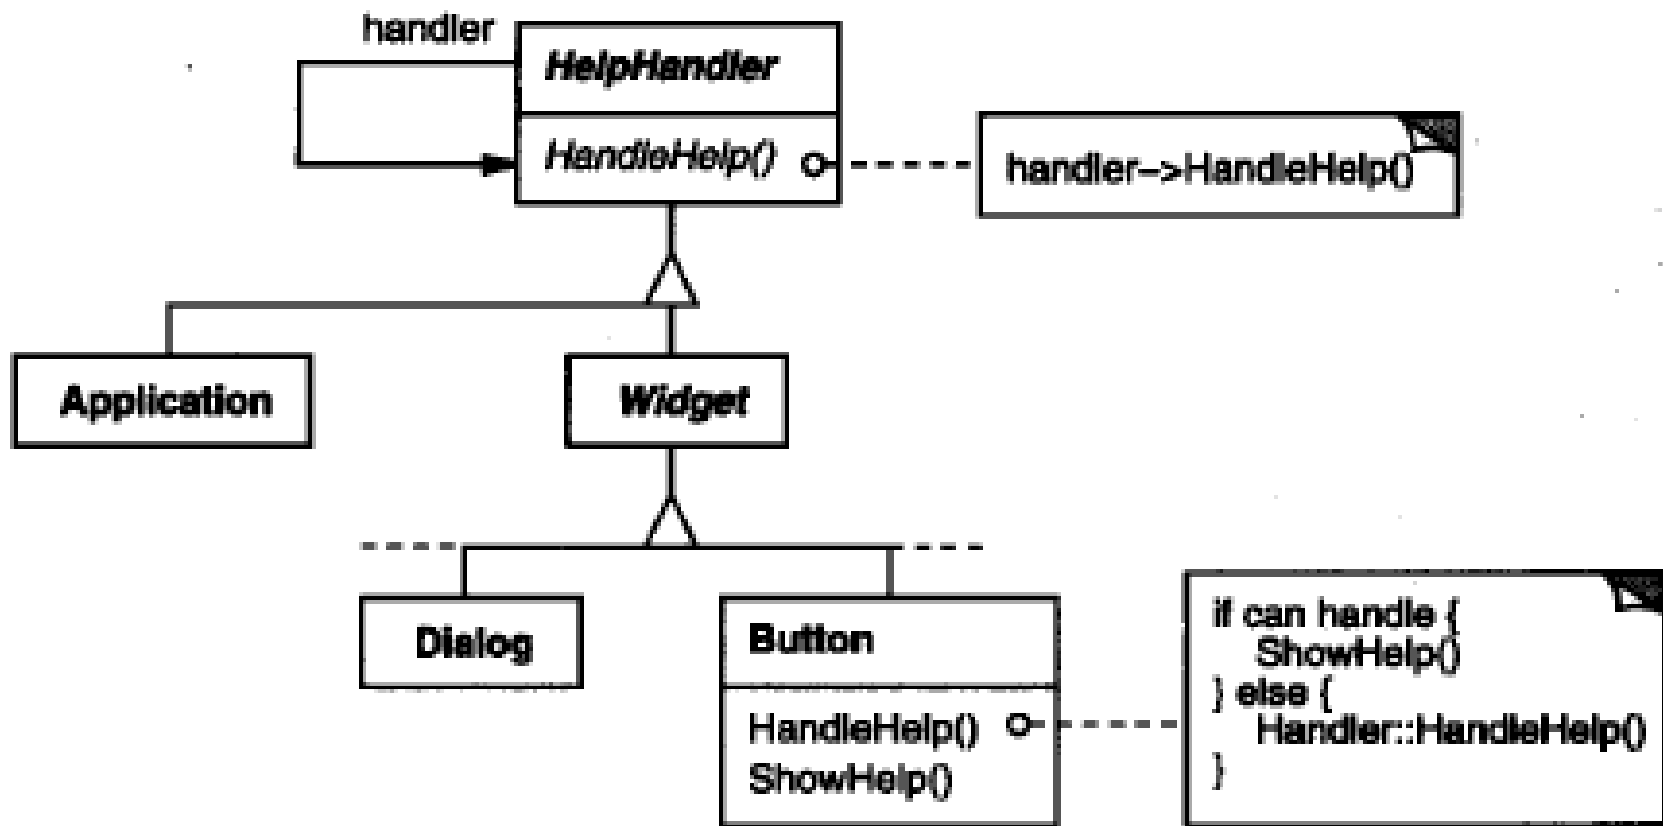 handler
HelpHandler
HandleHelp()
handler–>HandleHelp()
Application
Widget
Dialog
Button
HandleHelp()
ShowHelp()
if can handle {
ShowHelp()
} else {
Handler::HandleHelp()
}